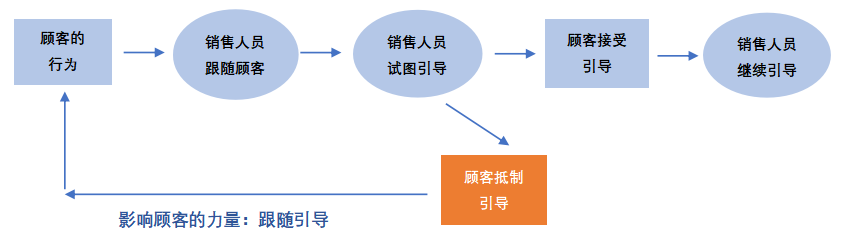 顾客的
行为
销售人员
跟随顾客
销售人员
试图引导
顾客接受
引导
销售人员
继续引导
顾客抵制
引导
影响顾客的力量：跟随引导